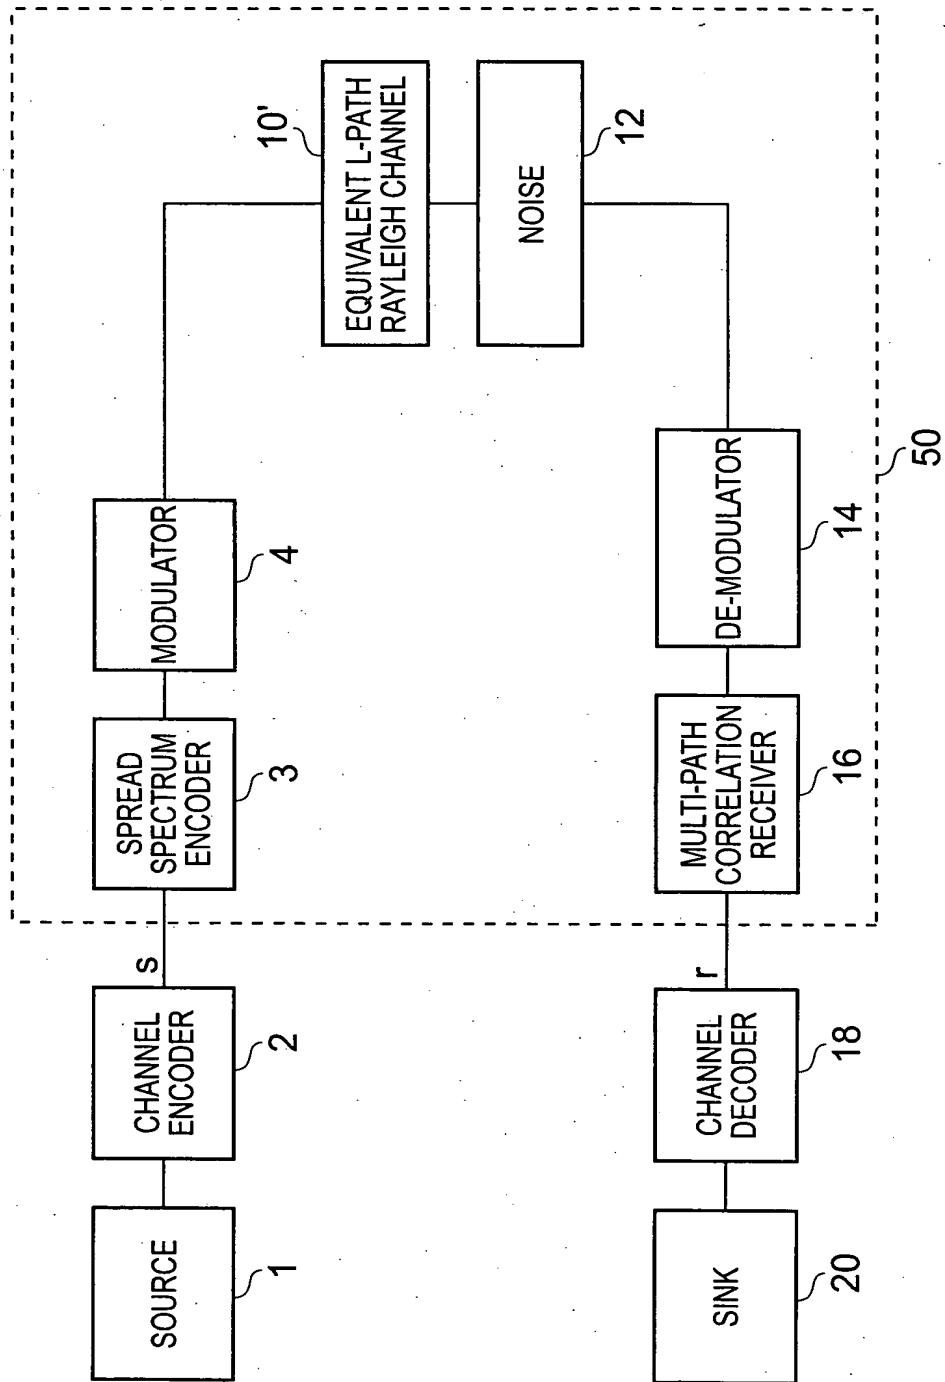 SOURCE
1
CHANNEL
ENCODER
2
s
SPREAD
SPECTRUM
ENCODER
3
MODULATOR
4
EQUIVALENT L-PATH
RAYLEIGH CHANNEL
10'
NOISE
12
DE-MODULATOR
14
MULTI-PATH
CORRELATION
RECEIVER
16
r
CHANNEL
DECODER
18
SINK
20
50